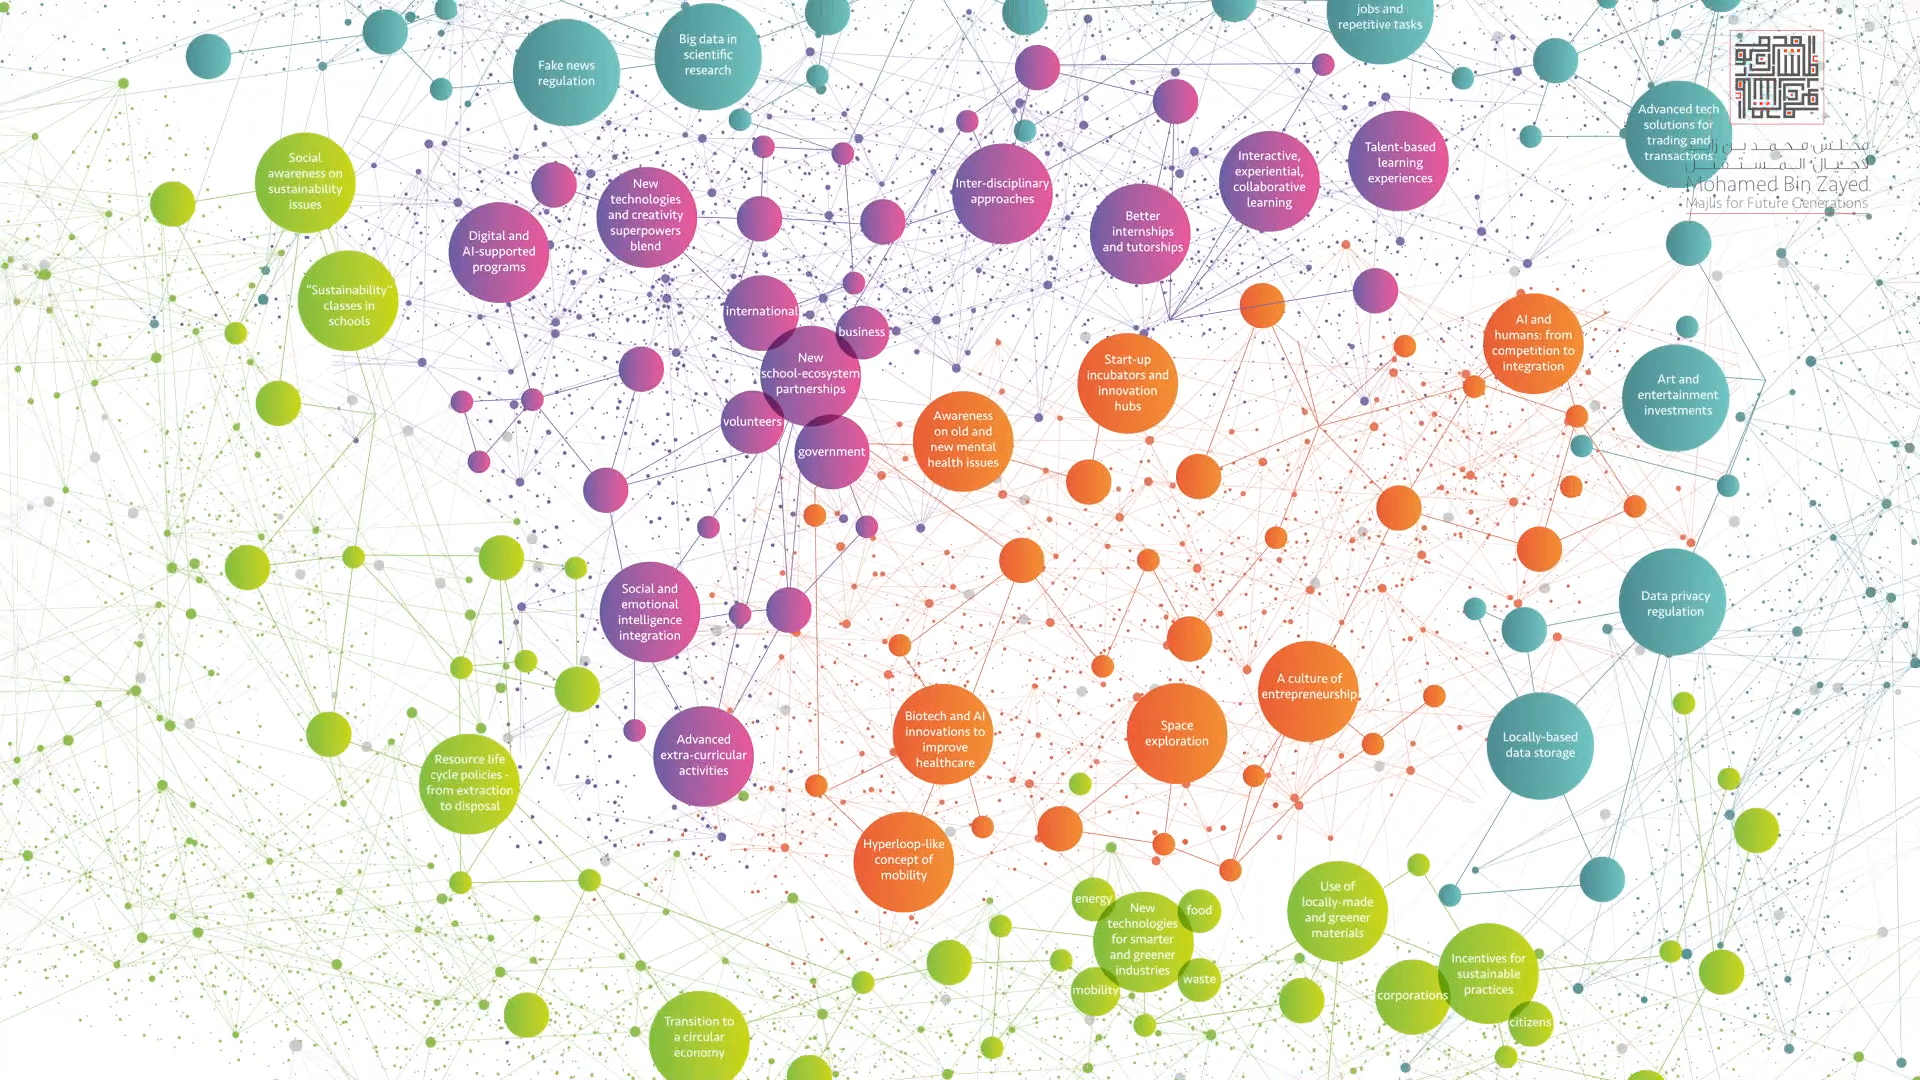 jobs and
repetitive tasks
Fake news
regulation
Big data in
scientific
research
Advanced tech
solutions for
trading and
transactions
مجلس محمد بن زايد
لأجيال المستقبل
Mohamed Bin Zayed
Majlis for Future Generations
Social
awareness on
sustainability
issues
"Sustainability"
classes in
schools
Digital and
AI-supported
programs
New
technologies
and creativity
superpowers
blend
Inter-disciplinary
approaches
Better
internships
and tutorships
Interactive,
experiential,
collaborative
learning
Talent-based
learning
experiences
international
business
New
school-ecosystem
partnerships
volunteers
government
Awareness
on old and
new mental
health issues
Start-up
incubators and
innovation
hubs
AI and
humans: from
competition to
integration
Art and
entertainment
investments
Social and
emotional
intelligence
integration
Data privacy
regulation
Advanced
extra-curricular
activities
Resource life
cycle policies -
from extraction
to disposal
Biotech and AI
innovations to
improve
healthcare
Space
exploration
A culture of
entrepreneurship
Locally-based
data storage
Hyperloop-like
concept of
mobility
energy
food
New
technologies
for smarter
and greener
industries
mobility
waste
Use of
locally-made
and greener
materials
Incentives for
sustainable
practices
corporations
citizens
Transition to
a circular
economy